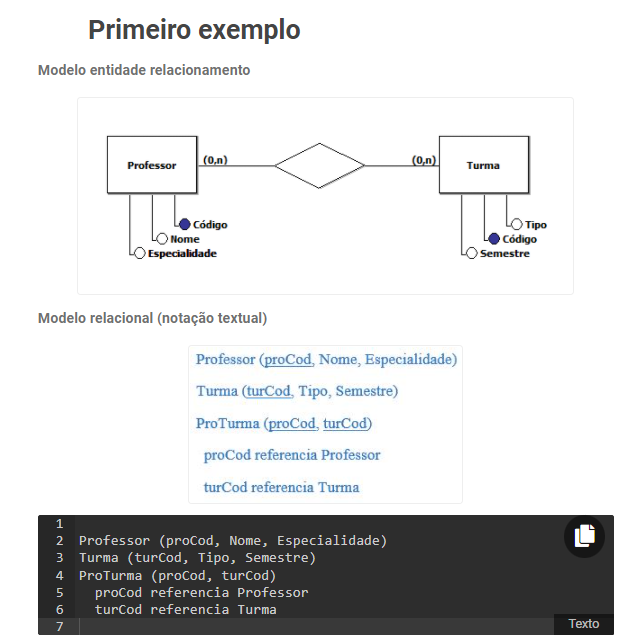 Primeiro exemplo
Modelo entidade relacionamento
Professor
(0,n)
(0,n)
Turma
Código
Nome
Especialidade
Tipo
Código
Semestre
Modelo relacional (notação textual)
Professor (proCod, Nome, Especialidade)
Turma (turCod, Tipo, Semestre)
ProTurma (proCod, turCod)
proCod referencia Professor
turCod referencia Turma
1
2 Professor (proCod, Nome, Especialidade)
3 Turma (turCod, Tipo, Semestre)
4 ProTurma (proCod, turCod)
5 proCod referencia Professor
6 turCod referencia Turma
7
Texto